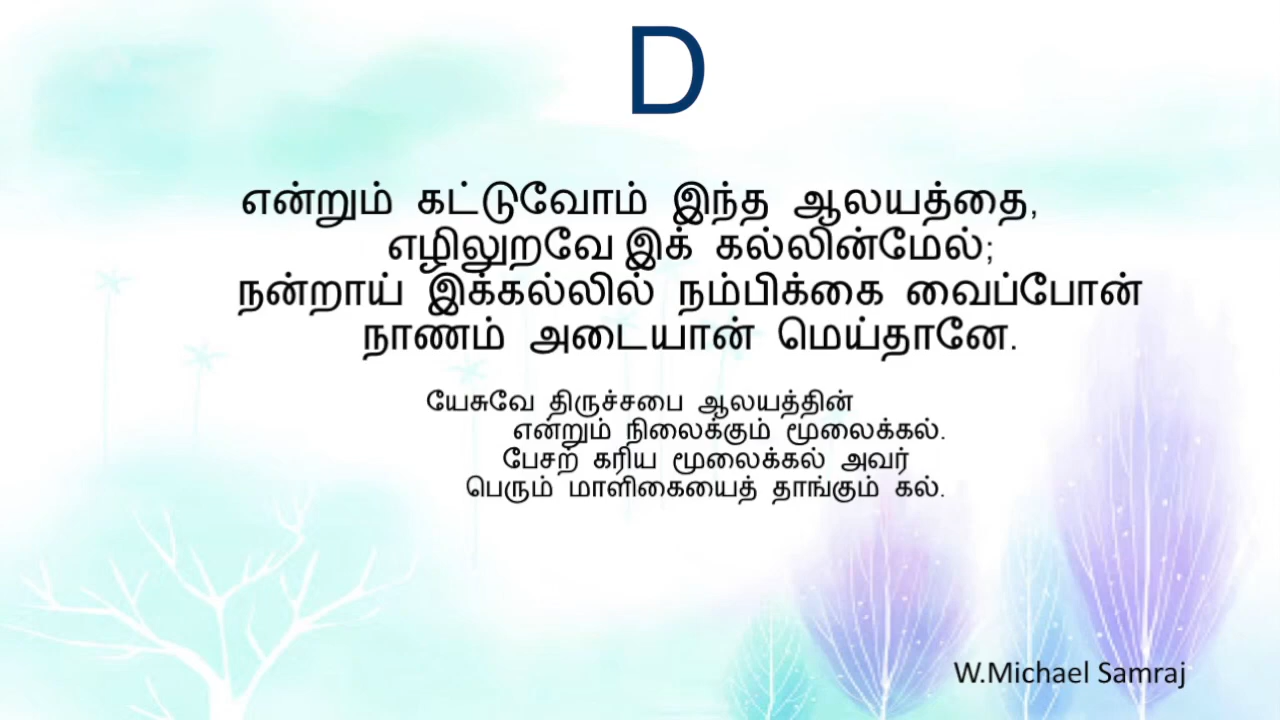 D
என்றும் கட்டுவோம் இந்த ஆலயத்தை,
எழிலுறவே இக் கல்லின்மேல்;
நன்றாய் இக்கல்லில் நம்பிக்கை வைப்போன்
நாணம் அடையான் மெய்தானே.
யேசுவே திருச்சபை ஆலயத்தின்
என்றும் நிலைக்கும் மூலைக்கல்.
பேசற் கரிய மூலைக்கல் அவர்
பெரும் மாளிகையைத் தாங்கும் கல்.
W.Michael Samraj